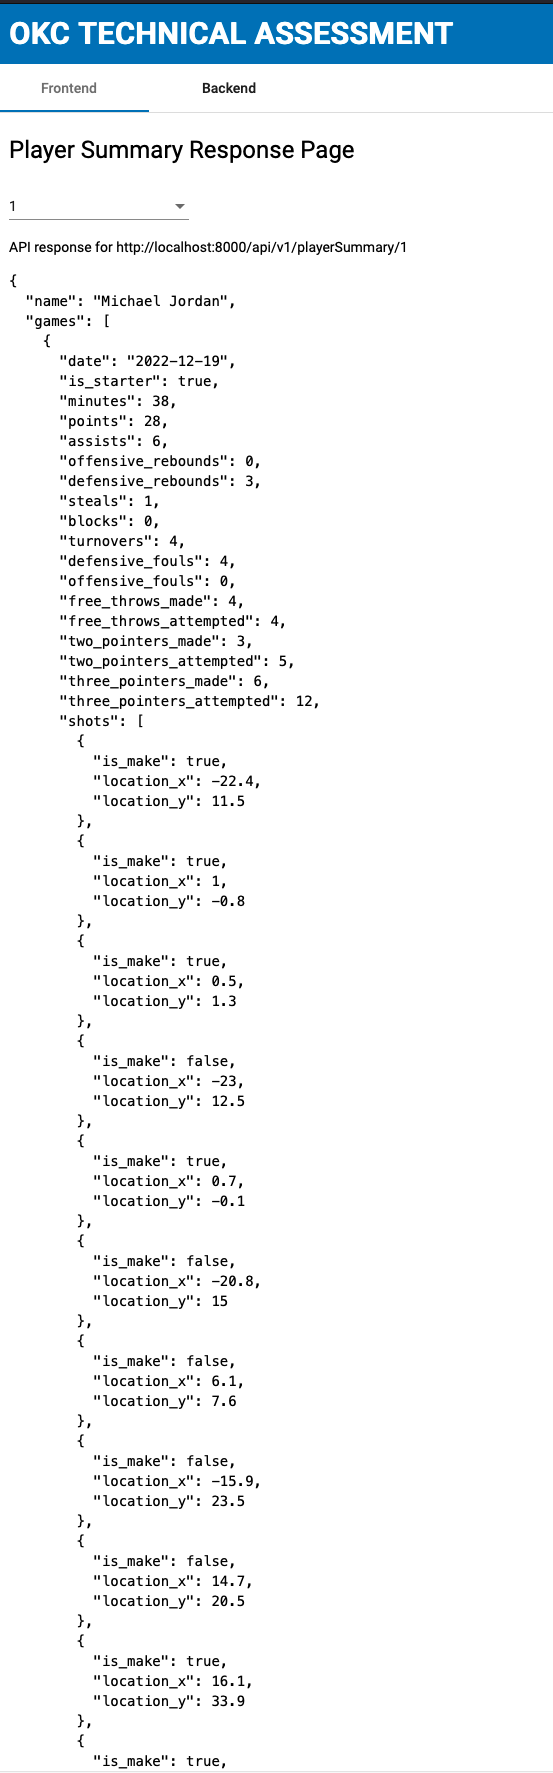 OKC TECHNICAL ASSESSMENT
Frontend Backend
Player Summary Response Page
1
API response for http://localhost:8000/api/v1/playerSummary/1
{
  "name": "Michael Jordan",
  "games": [
    {
      "date": "2022-12-19",
      "is_starter": true,
      "minutes": 38,
      "points": 28,
      "assists": 6,
      "offensive_rebounds": 0,
      "defensive_rebounds": 3,
      "steals": 1,
      "blocks": 0,
      "turnovers": 4,
      "defensive_fouls": 4,
      "offensive_fouls": 0,
      "free_throws_made": 4,
      "free_throws_attempted": 4,
      "two_pointers_made": 3,
      "two_pointers_attempted": 5,
      "three_pointers_made": 6,
      "three_pointers_attempted": 12,
      "shots": [
        {
          "is_make": true,
          "location_x": -22.4,
          "location_y": 11.5
        },
        {
          "is_make": true,
          "location_x": 1,
          "location_y": -0.8
        },
        {
          "is_make": true,
          "location_x": 0.5,
          "location_y": 1.3
        },
        {
          "is_make": false,
          "location_x": -23,
          "location_y": 12.5
        },
        {
          "is_make": true,
          "location_x": 0.7,
          "location_y": -0.1
        },
        {
          "is_make": false,
          "location_x": -20.8,
          "location_y": 15
        },
        {
          "is_make": false,
          "location_x": 6.1,
          "location_y": 7.6
        },
        {
          "is_make": false,
          "location_x": -15.9,
          "location_y": 23.5
        },
        {
          "is_make": false,
          "location_x": 14.7,
          "location_y": 20.5
        },
        {
          "is_make": true,
          "location_x": 16.1,
          "location_y": 33.9
        },
        {
          "is_make": true,